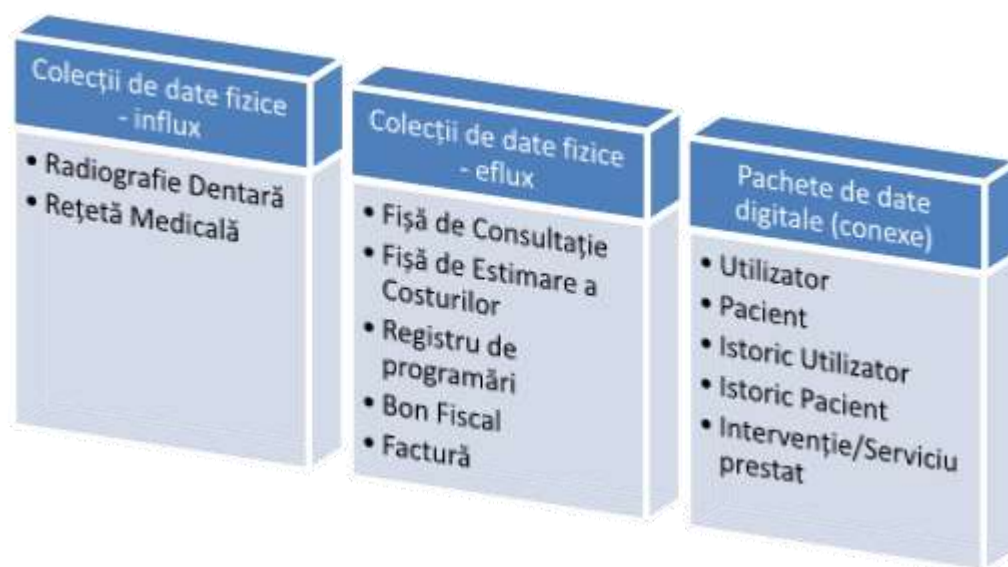 Colecții de date fizice
- influx
• Radiografie Dentară
• Rețetă Medicală
Colecții de date fizice
- eflux
• Fișă de Consultație
• Fișă de Estimare a
Costurilor
• Registru de
programări
• Bon Fiscal
• Factură
Pachete de date
digitale (conexe)
• Utilizator
• Pacient
• Istoric Utilizator
• Istoric Pacient
• Intervenție/Serviciu
prestat